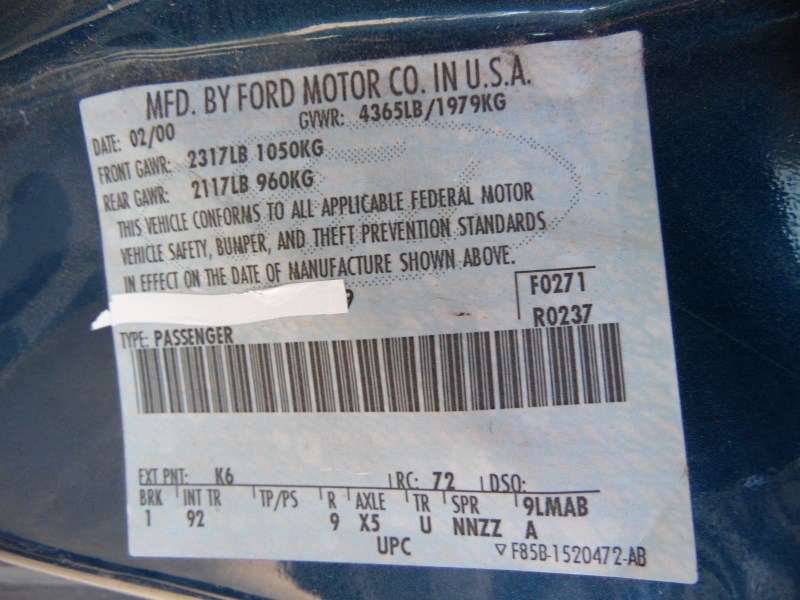 MFD. BY FORD MOTOR CO. IN U.S.A.
DATE: 02/00 GVWR: 4365LB/1979KG
FRONT GAWR: 2317LB 1050KG
REAR GAWR: 2117LB 960KG
THIS VEHICLE CONFORMS TO ALL APPLICABLE FEDERAL MOTOR
VEHICLE SAFETY, BUMPER, AND THEFT PREVENTION STANDARDS
IN EFFECT ON THE DATE OF MANUFACTURE SHOWN ABOVE.
9 F0271
R0237
TYPE: PASSENGER
EXT PNT: K6 RC: 72 DSO:
BRK INT TR TP/PS R AXLE TR SPR 9LMAB
1 92 9 X5 U NNZZ A
UPC ▽F85B-1520472-AB